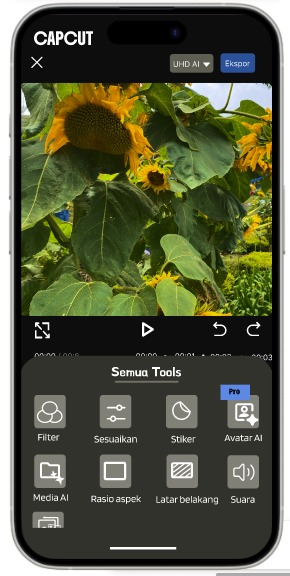 CAPCUT
UHD AI
Ekspor
Semua Tools
Pro
Filter
Sesuaikan
Stiker
Avatar AI
Media AI
Rasio aspek
Latar belakang
Suara